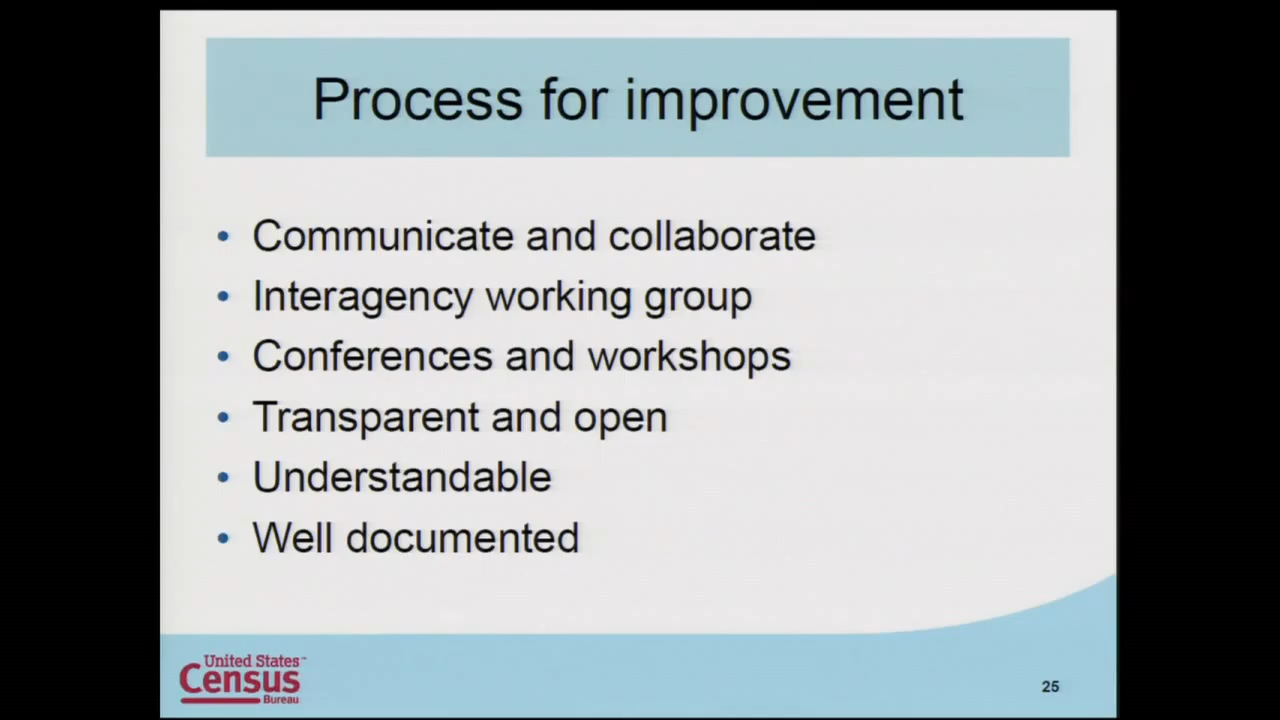 Process for improvement
• Communicate and collaborate
• Interagency working group
• Conferences and workshops
• Transparent and open
• Understandable
• Well documented
United States™
Census
Bureau
25